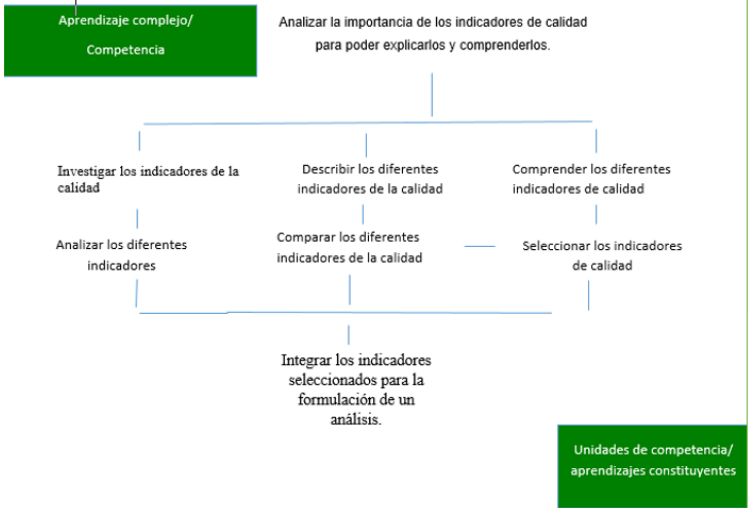 Aprendizaje complejo/
Competencia
Analizar la importancia de los indicadores de calidad
para poder explicarlos y comprenderlos.
Investigar los indicadores de la
calidad
Describir los diferentes
indicadores de la calidad
Comprender los diferentes
indicadores de calidad
Analizar los diferentes
indicadores
Comparar los diferentes
indicadores de la calidad
Seleccionar los indicadores
de calidad
Integrar los indicadores
seleccionados para la
formulación de un
análisis.
Unidades de competencia/
aprendizajes constituyentes